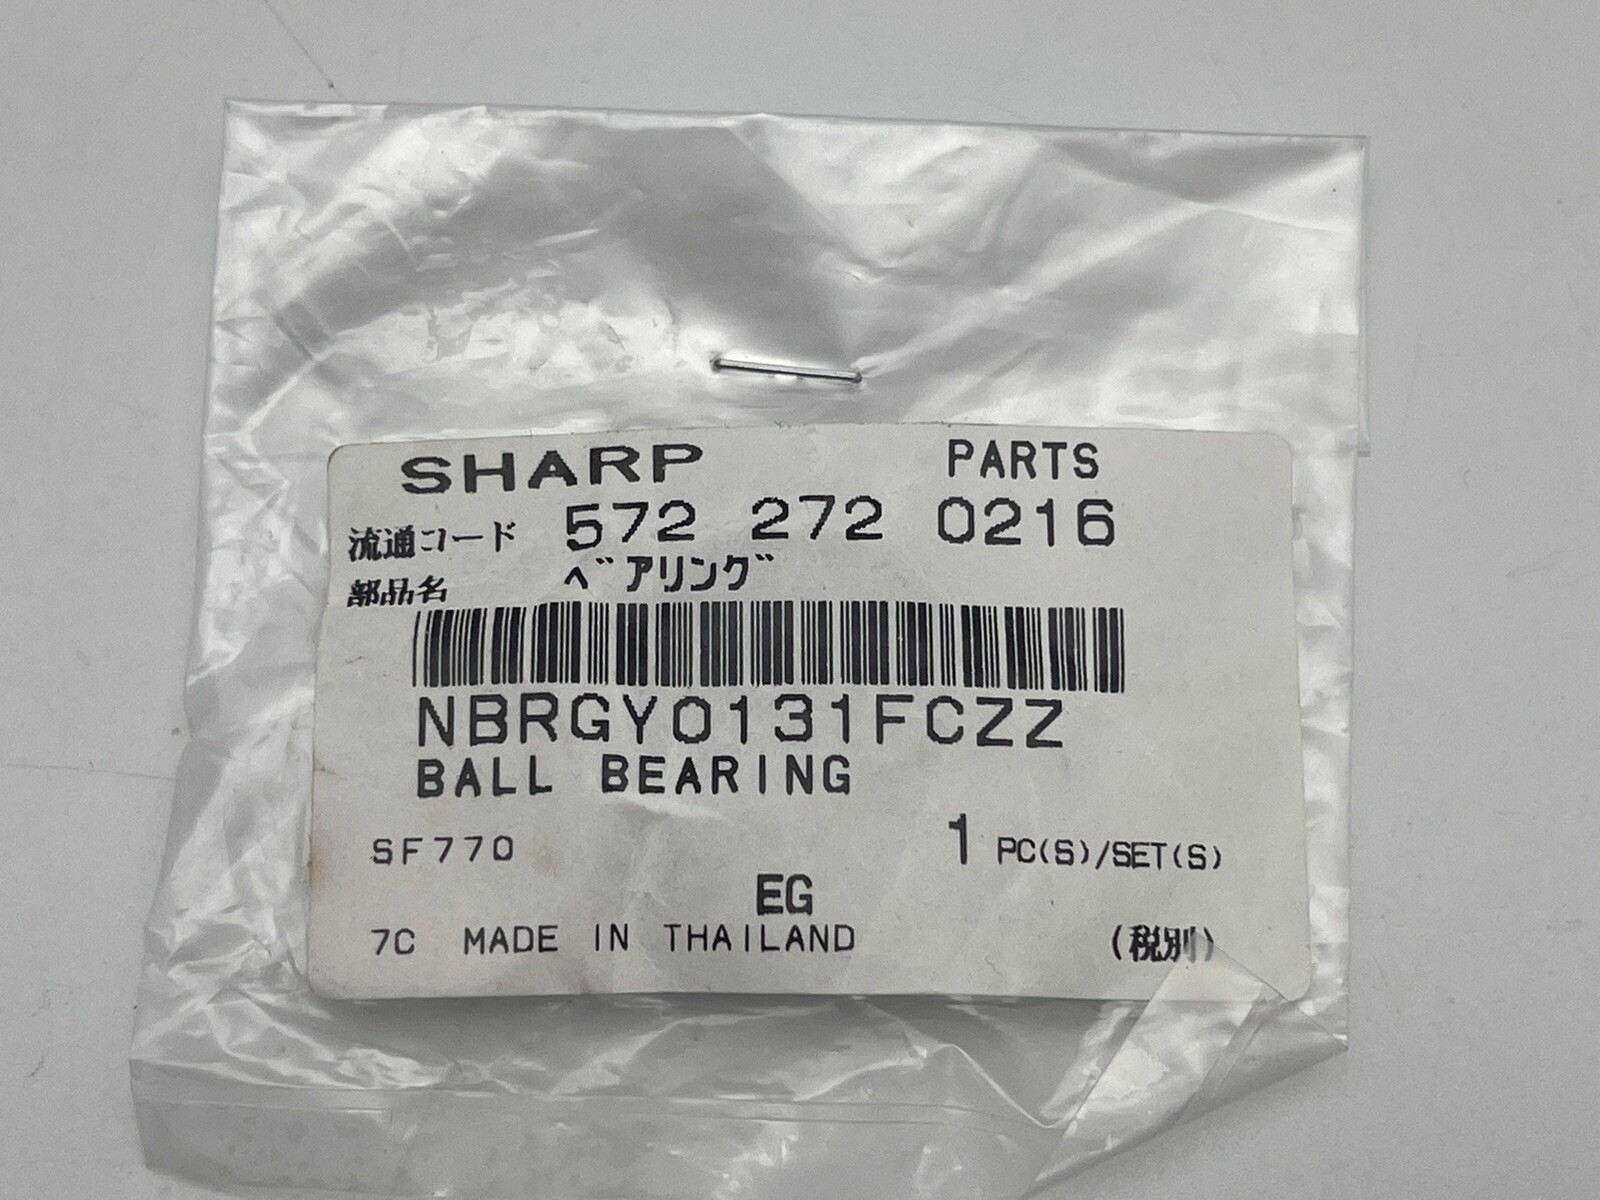 SHARP PARTS
流通コード 572 272 0216
部品名 ベアリング
NBRGY0131FCZZ
BALL BEARING
SF770 1 PC(S)/SET(S)
EG
7C MADE IN THAILAND (税別)